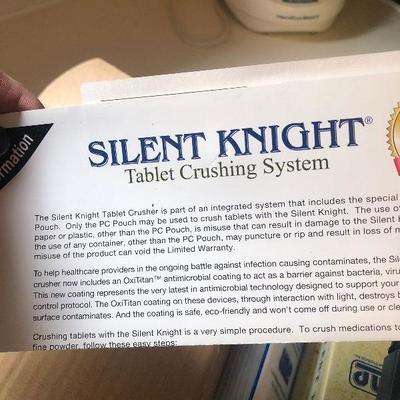 rmation
SILENT KNIGHT®
Tablet Crushing System
The Silent Knight Tablet Crusher is part of an integrated system that includes the special
Pouch. Only the PC Pouch may be used to crush tablets with the Silent Knight. The use o
paper or plastic, other than the PC Pouch, is misuse that can result in damage to the Silent K
the use of any container, other than the PC Pouch, may puncture or rip and result in loss of m
misuse of the product can void the Limited Warranty.
To help healthcare providers in the ongoing battle against infection causing contaminates, the Sile
crusher now includes an OxiTitan™ antimicrobial coating to act as a barrier against bacteria, viru
This new coating represents the very latest in antimicrobial technology designed to support your
control protocol. The OxiTitan coating on these devices, through interaction with light, destroys b
surface contaminates. And the coating is safe, eco-friendly and won't come off during use or cle
Crushing tablets with the Silent Knight is a very simple procedure. To crush medications to
fine powder, follow these easy steps: